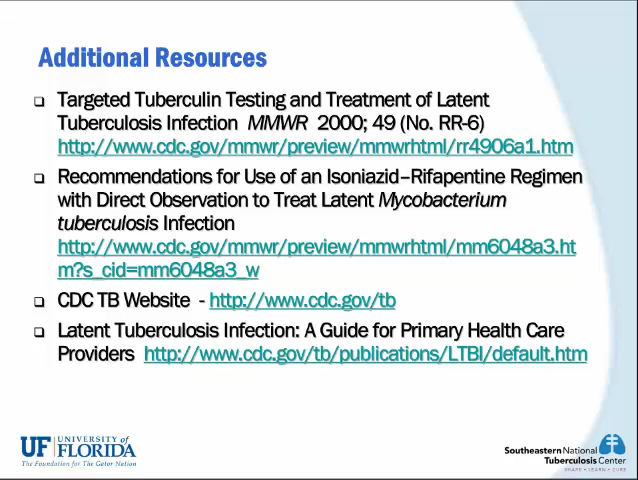 Additional Resources
Targeted Tuberculin Testing and Treatment of Latent
Tuberculosis Infection MMWR 2000; 49 (No. RR-6)
http://www.cdc.gov/mmwr/preview/mmwrhtml/rr4906a1.htm
Recommendations for Use of an Isoniazid–Rifapentine Regimen
with Direct Observation to Treat Latent Mycobacterium
tuberculosis Infection
http://www.cdc.gov/mmwr/preview/mmwrhtml/mm6048a3.ht
m?s_cid=mm6048a3_w
CDC TB Website - http://www.cdc.gov/tb
Latent Tuberculosis Infection: A Guide for Primary Health Care
Providers http://www.cdc.gov/tb/publications/LTBI/default.htm
UF UNIVERSITY of
FLORIDA
The Foundation for The Gator Nation
Southeastern National
Tuberculosis Center
SHARE • LEARN • CURE